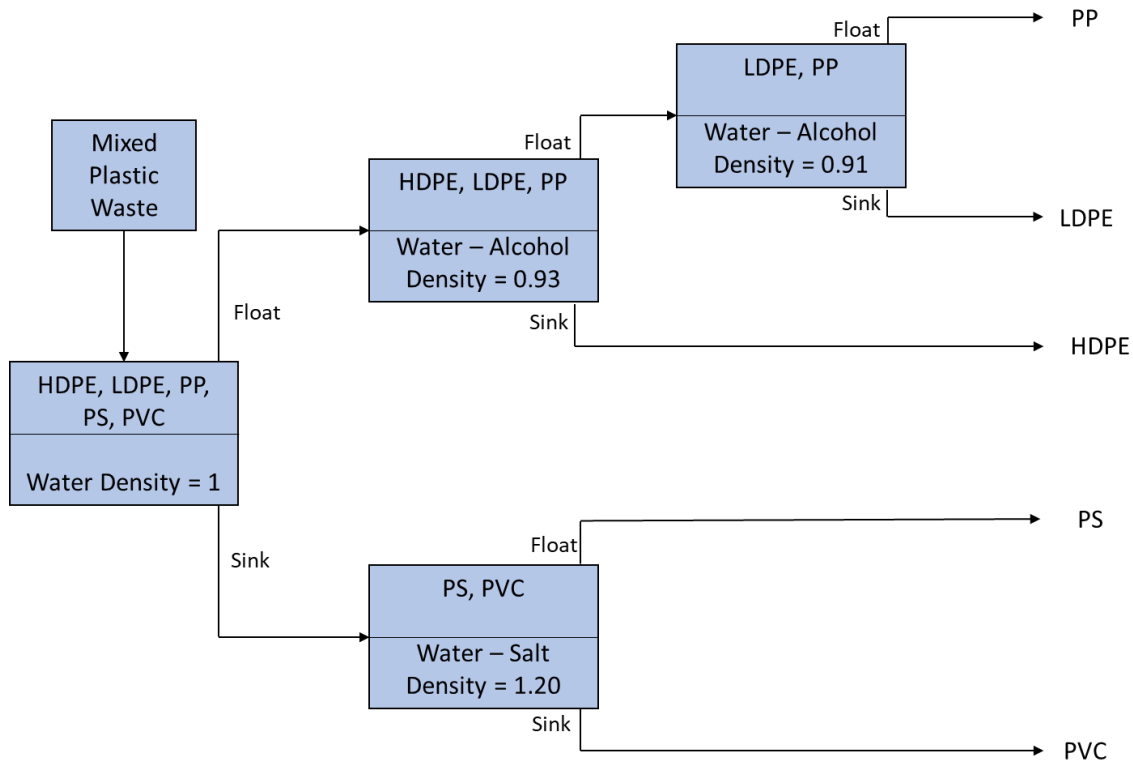 Mixed
Plastic
Waste
HDPE, LDPE, PP,
PS, PVC
Water Density = 1
Float
Sink
HDPE, LDPE, PP
Water – Alcohol
Density = 0.93
Float
Sink
LDPE, PP
Water – Alcohol
Density = 0.91
Float
Sink
PP
LDPE
HDPE
PS, PVC
Water – Salt
Density = 1.20
Float
Sink
PS
PVC